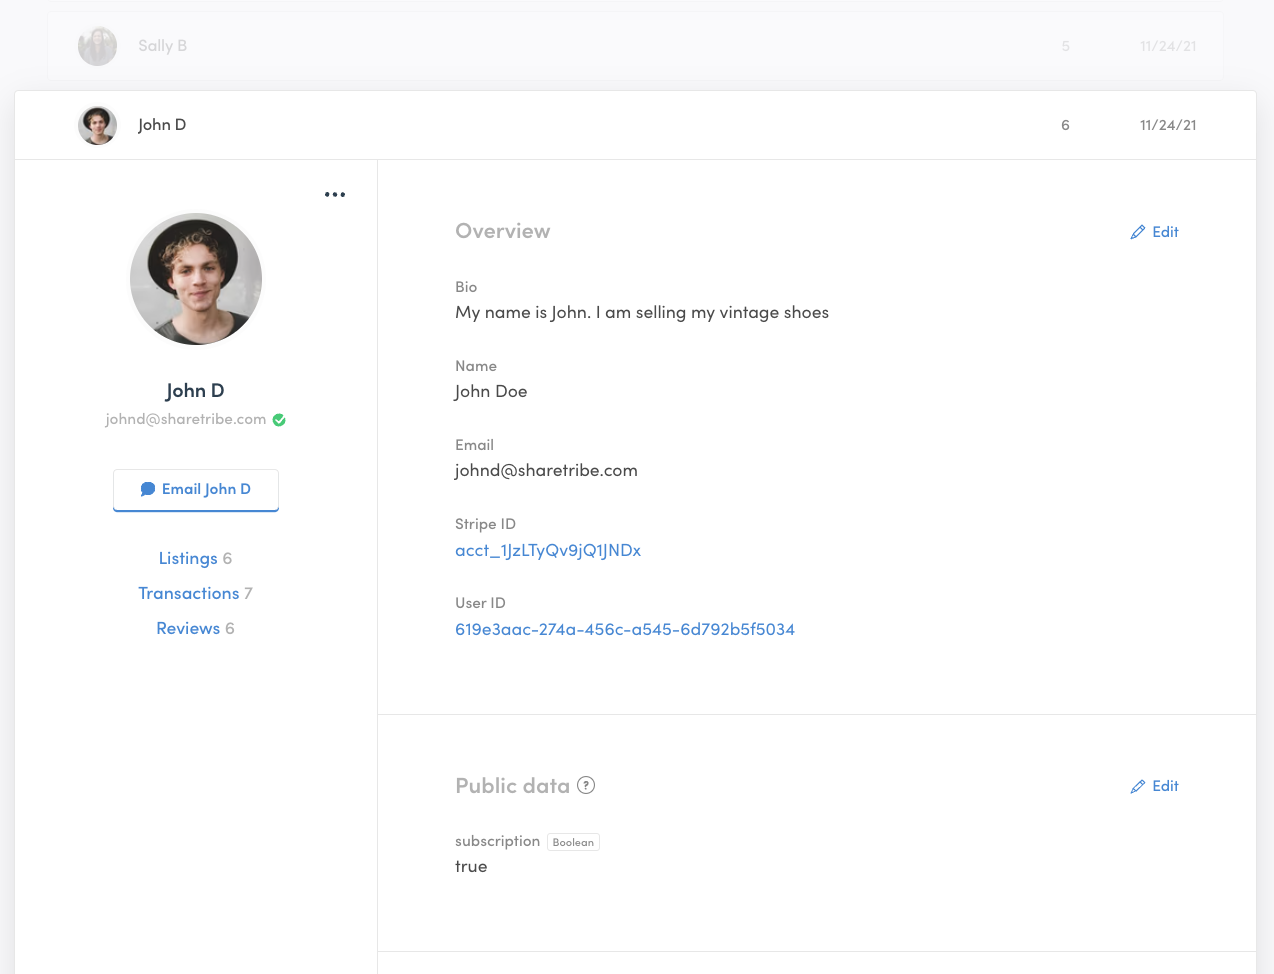 Sally B 5 11/24/21
John D 6 11/24/21
John D
johnd@sharetribe.com
Email John D
Listings 6
Transactions 7
Reviews 6
Overview Edit
Bio
My name is John. I am selling my vintage shoes
Name
John Doe
Email
johnd@sharetribe.com
Stripe ID
acct_1JzLTyQv9jQ1JNDx
User ID
619e3aac-274a-456c-a545-6d792b5f5034
Public data ? Edit
subscription Boolean
true